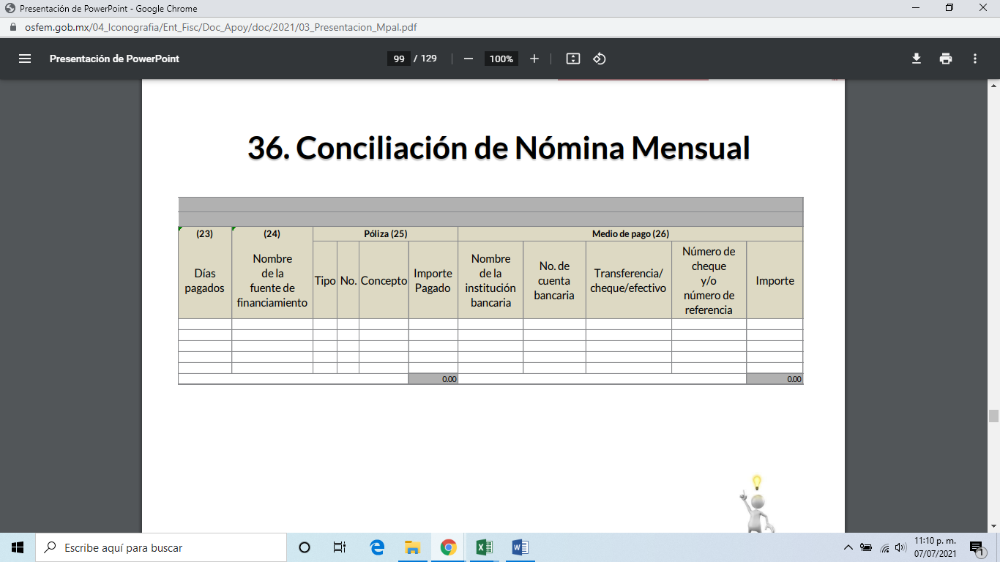 Presentación de PowerPoint - Google Chrome
osfem.gob.mx/04_Iconografia/Ent_Fisc/Doc_Apoy/doc/2021/03_Presentacion_Mpal.pdf
Presentación de PowerPoint
99 / 129
100%
36. Conciliación de Nómina Mensual
(23) (24) Póliza (25) Medio de pago (26)
Días
pagados
Nombre
de la
fuente de
financiamiento
Tipo
No.
Concepto
Importe
Pagado
Nombre
de la
institución
bancaria
No. de
cuenta
bancaria
Transferencia/
cheque/efectivo
Número de
cheque
y/o
número de
referencia
Importe
0.00 0.00
Escribe aquí para buscar
11:10 p. m.
07/07/2021
1